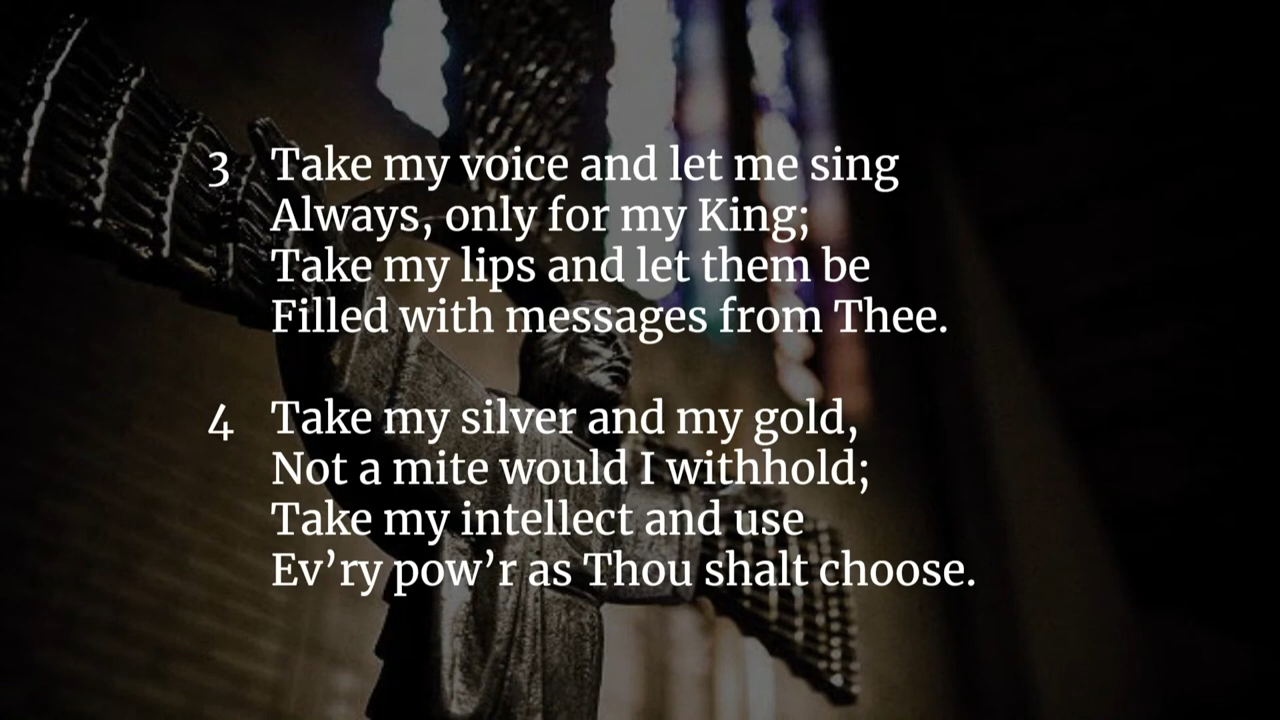 3 Take my voice and let me sing
Always, only for my King;
Take my lips and let them be
Filled with messages from Thee.
4 Take my silver and my gold,
Not a mite would I withhold;
Take my intellect and use
Ev’ry pow’r as Thou shalt choose.